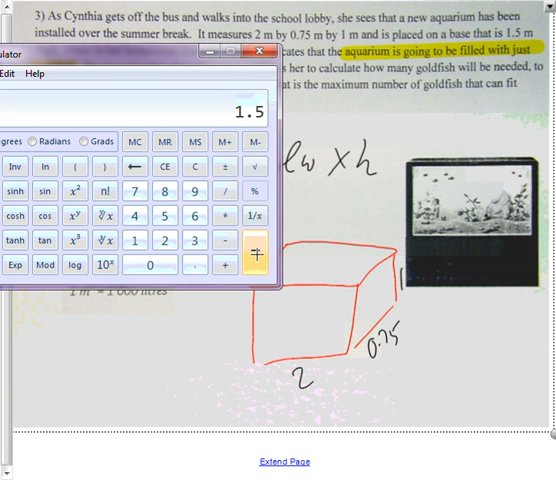 3) As Cynthia gets off the bus and walks into the school lobby, she sees that a new aquarium has been
installed over the summer break. It measures 2 m by 0.75 m by 1 m and is placed on a base that is 1.5 m
cates that the aquarium is going to be filled with just
s her to calculate how many goldfish will be needed, to
at is the maximum number of goldfish that can fit
ulator
Edit Help
1.5
grees Radians Grads MC MR MS M+ M-
Inv ln ( ) ← CE C ± √
sinh sin x² n! 7 8 9 / %
cosh cos xʸ ʸ√x 4 5 6 * 1/x
tanh tan x³ ³√x 1 2 3 - =
Exp Mod log 10ˣ 0 . +
lw x h
1
0.75
2
1 m³ = 1 000 litres
Extend Page